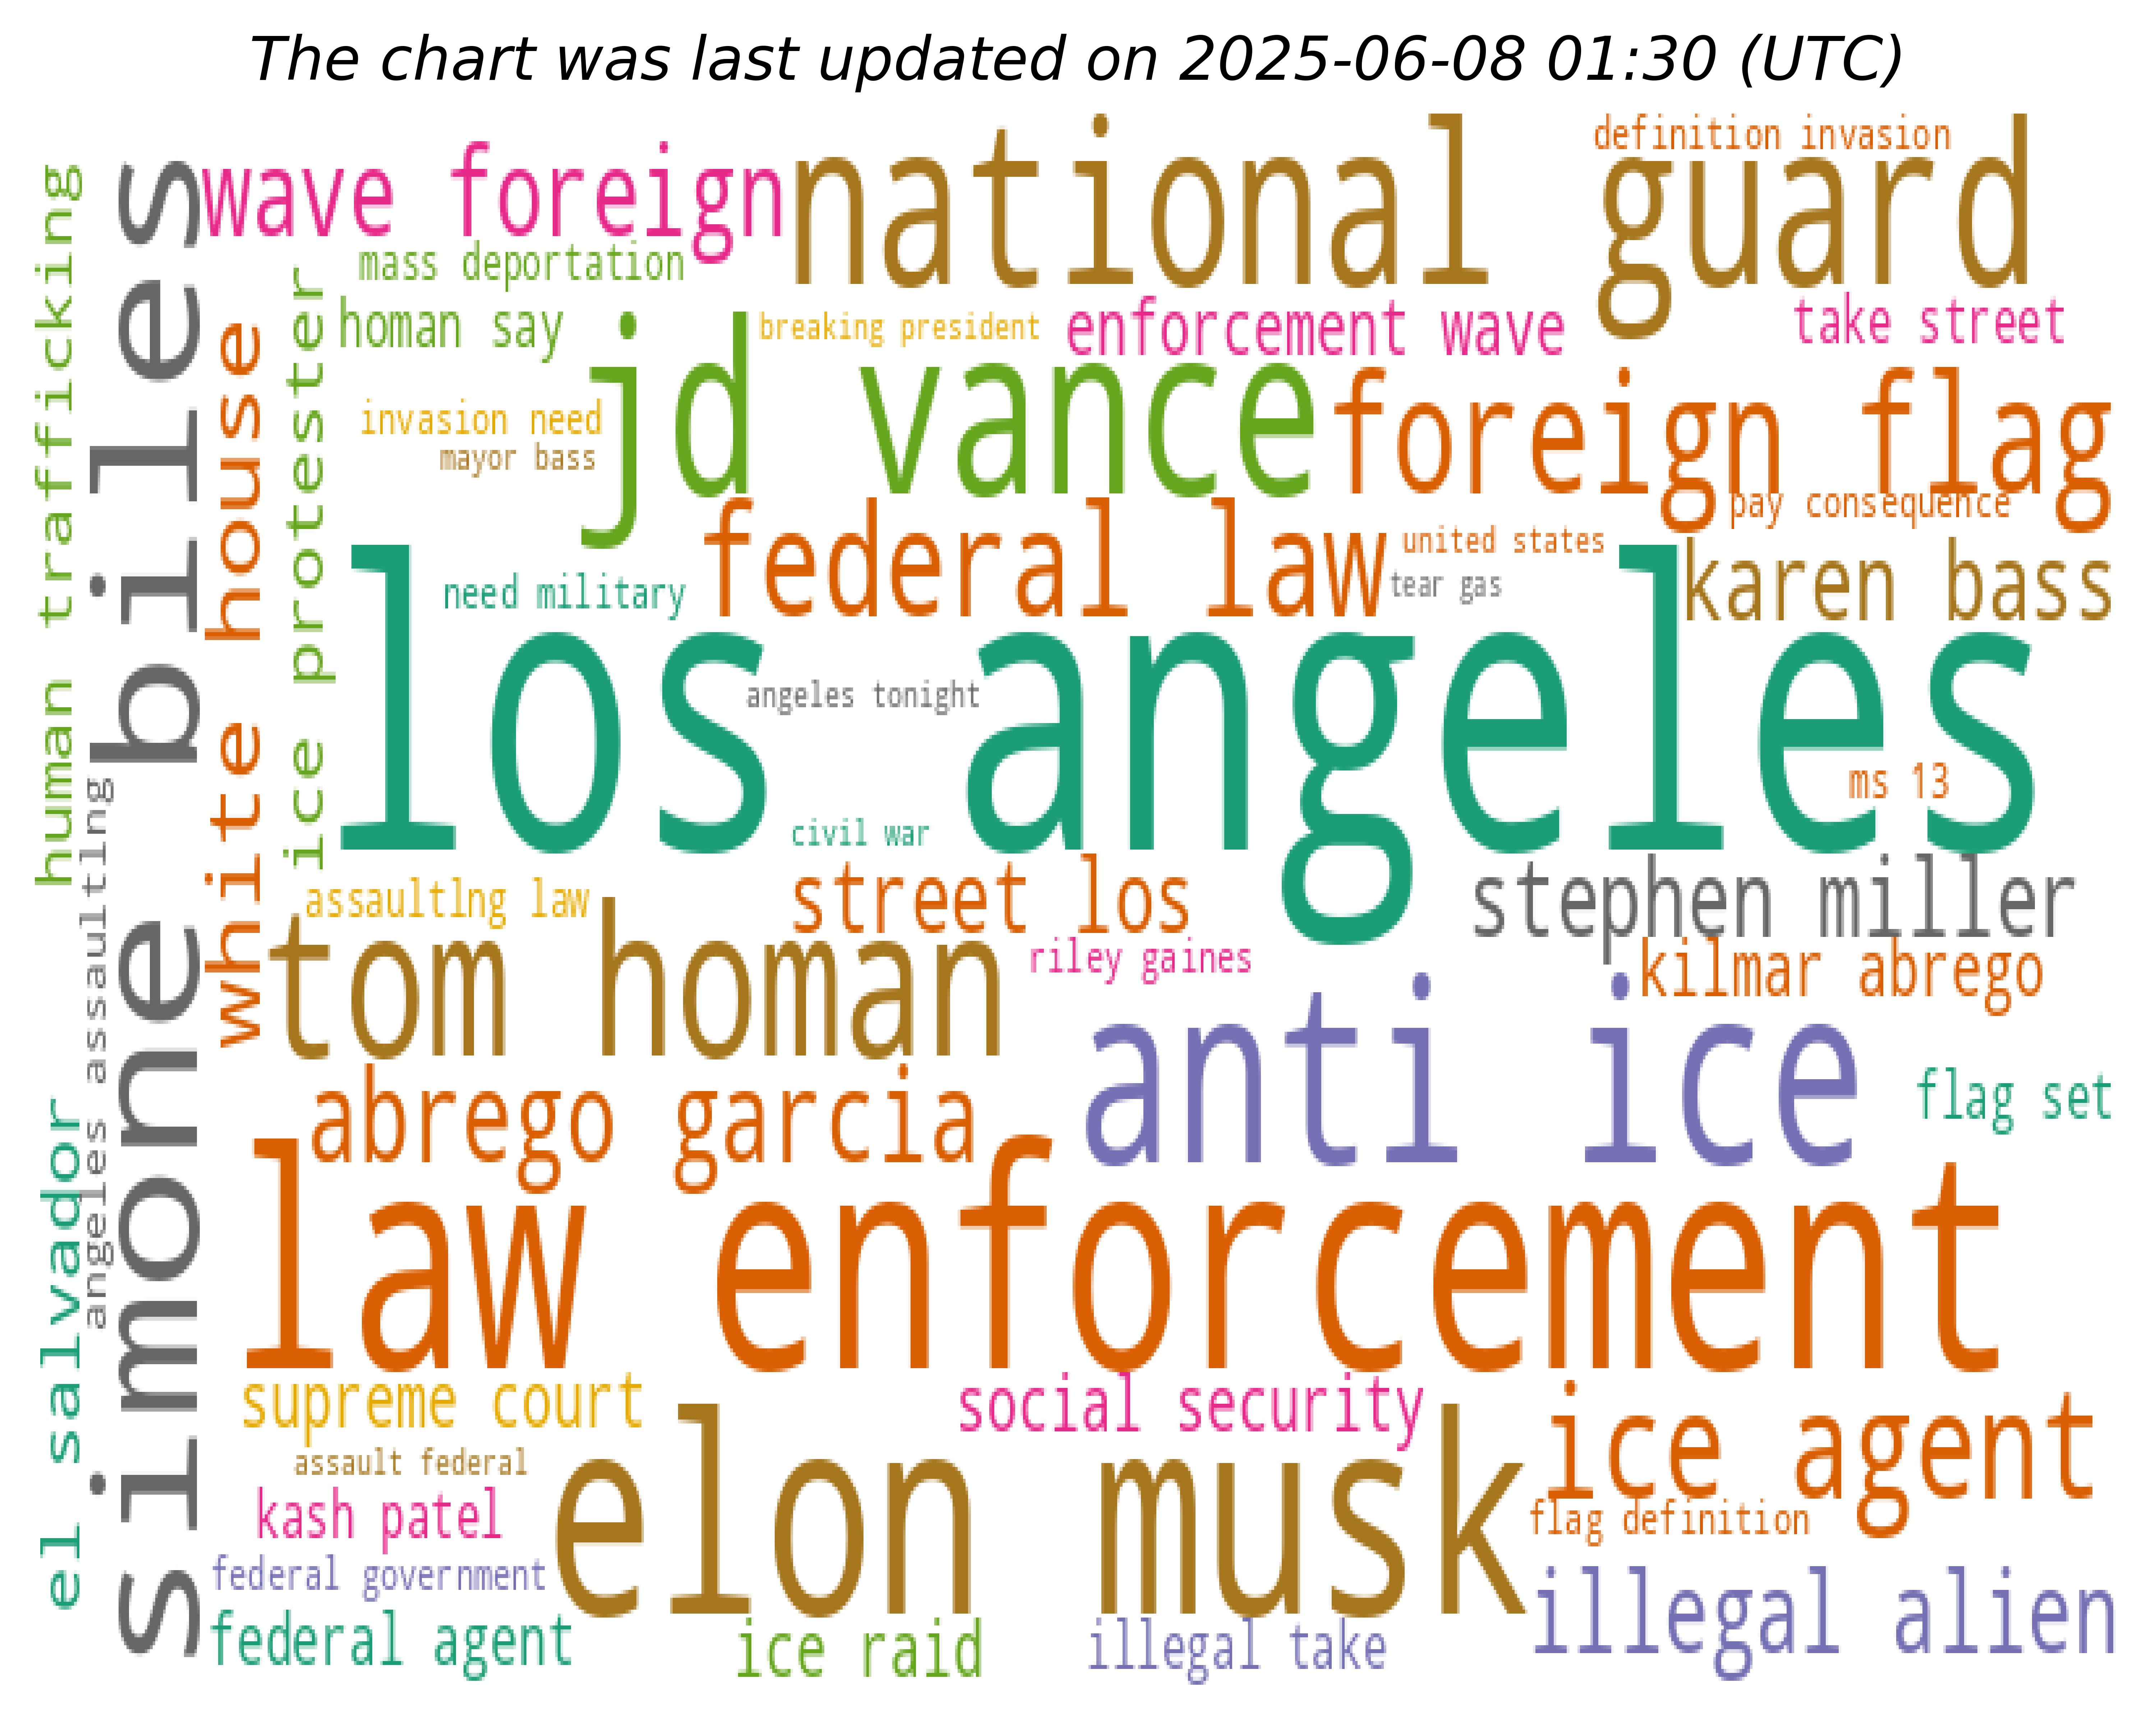 The chart was last updated on 2025-06-08 01:30 (UTC)
definition invasion
wave foreign
national guard
mass deportation
homan say
breaking president
enforcement wave
take street
jd vance
foreign flag
invasion need
mayor bass
pay consequence
federal law
united states
need military
tear gas
karen bass
los angeles
angeles tonight
ms 13
civil war
human trafficking
simone biles
white house
ice protester
assaultlng law
street los
stephen miller
tom homan
riley gaines
kilmar abrego
anti ice
abrego garcia
flag set
law enforcement
angeles assaultlng
el salvador
supreme court
social security
ice agent
assault federal
elon musk
kash patel
flag definition
federal government
illegal alien
federal agent
ice raid
illegal take